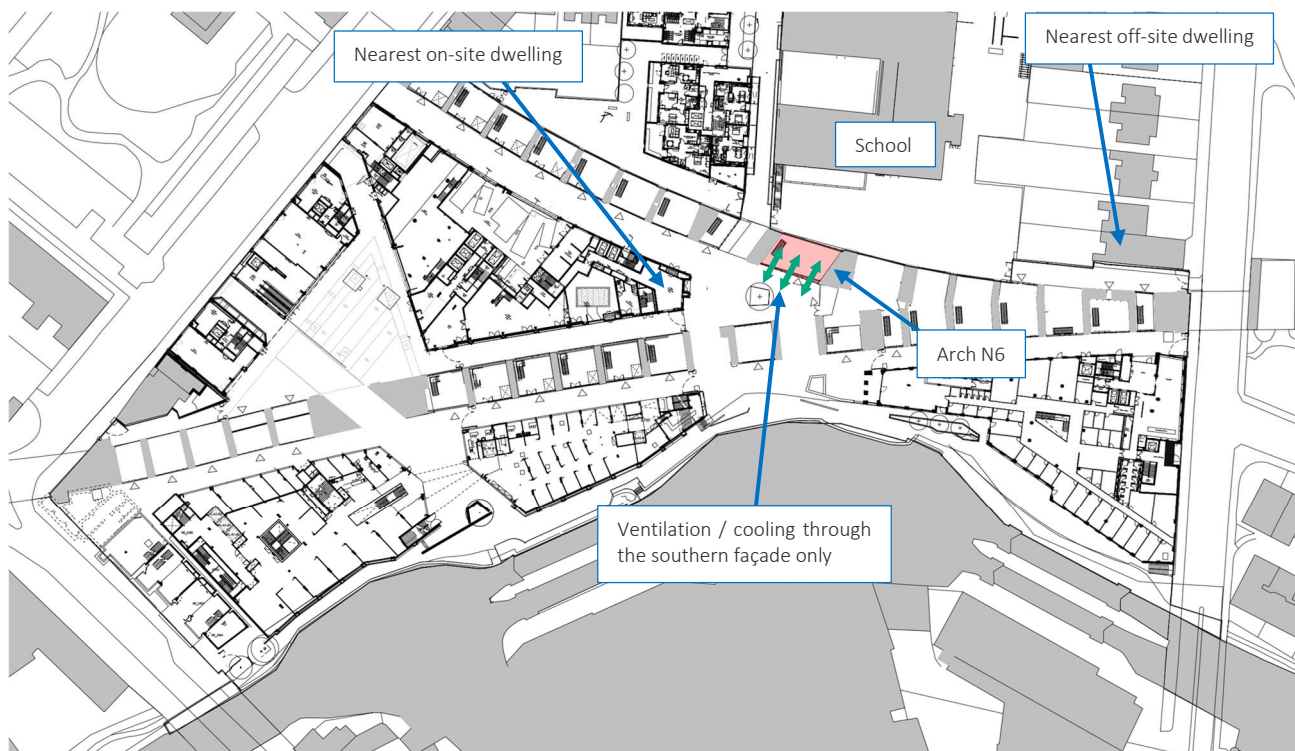 Nearest on-site dwelling
Nearest off-site dwelling
School
Arch N6
Ventilation / cooling through
the southern façade only